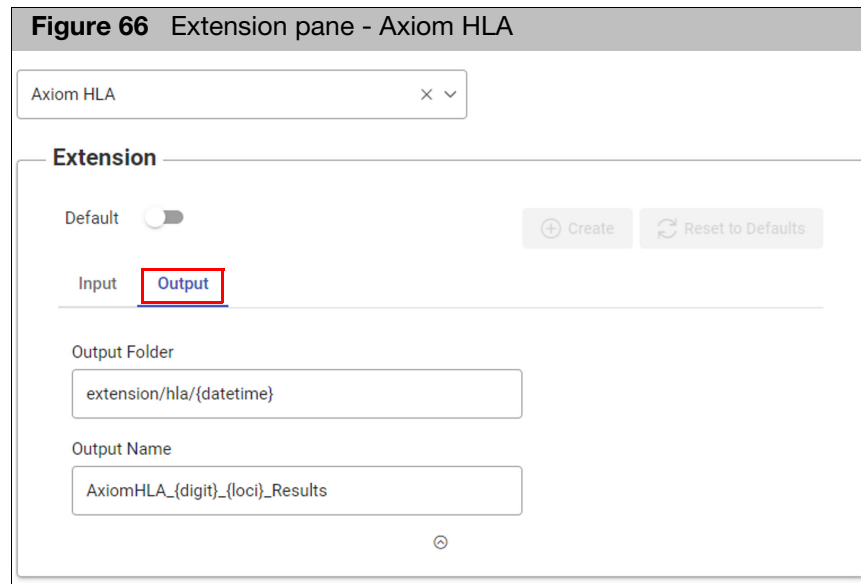 Figure 66 Extension pane - Axiom HLA
Axiom HLA
Extension
Default
Create Reset to Defaults
Input Output
Output Folder
extension/hla/{datetime}
Output Name
AxiomHLA_{digit}_{loci}_Results